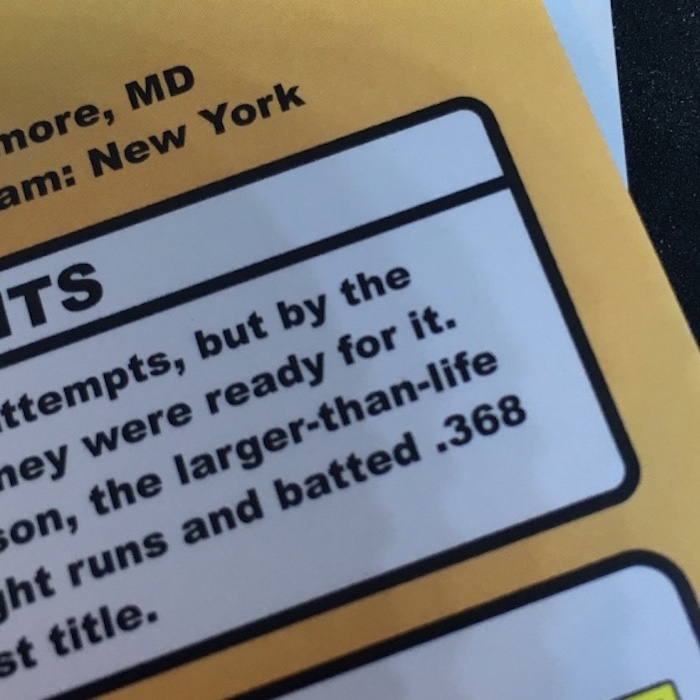 more, MD
am: New York
TS
ttempts, but by the
ney were ready for it.
son, the larger-than-life
ght runs and batted .368
st title.